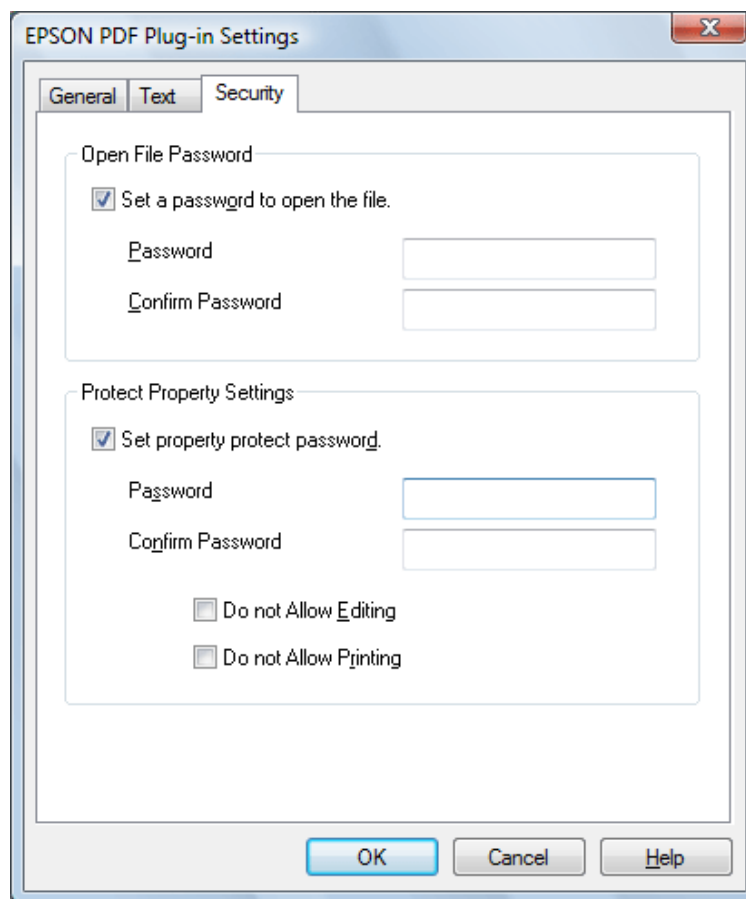 EPSON PDF Plug-in Settings
General Text Security
Open File Password
Set a password to open the file.
Password
Confirm Password
Protect Property Settings
Set property protect password.
Password
Confirm Password
Do not Allow Editing
Do not Allow Printing
OK Cancel Help